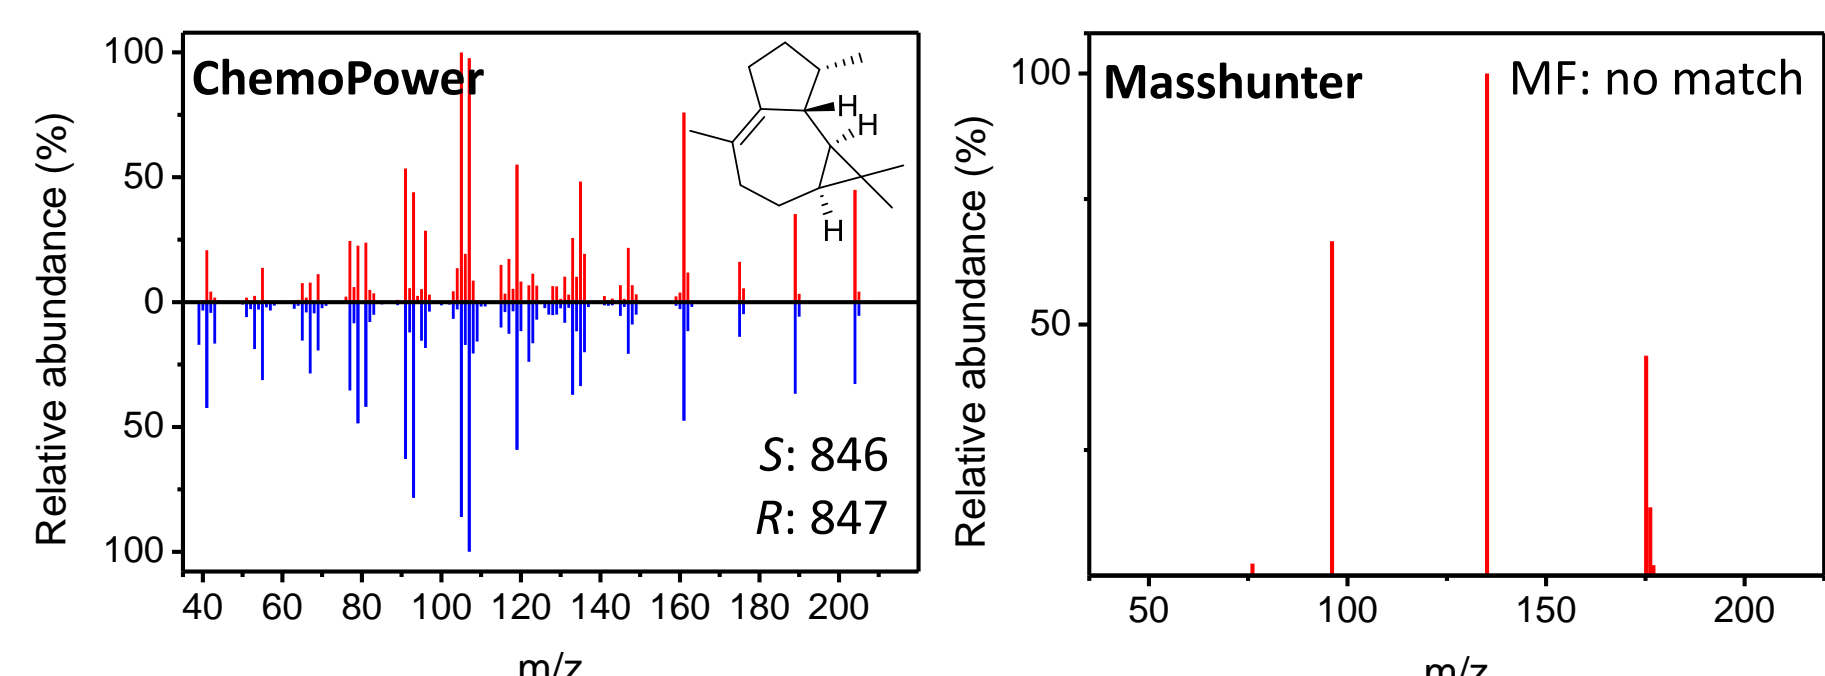 ChemoPower
Relative abundance (%)
100
50
0
50
100
H
H
H
S: 846
R: 847
40 60 80 100 120 140 160 180 200
m/z
Masshunter
MF: no match
Relative abundance (%)
100
50
50 100 150 200
m/z